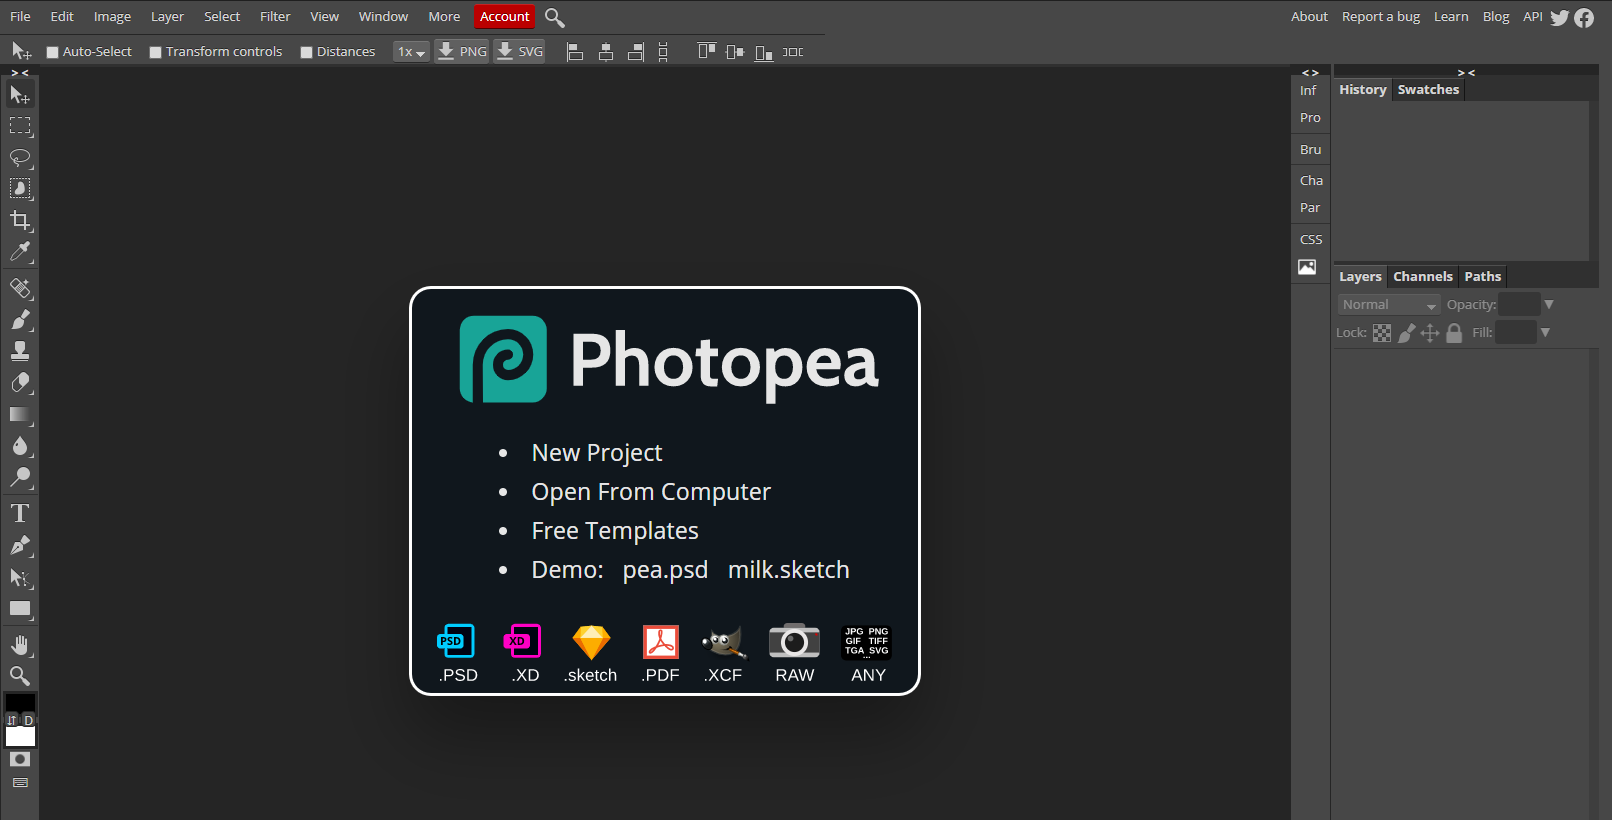 File Edit Image Layer Select Filter View Window More Account About Report a bug Learn Blog API
Auto-Select Transform controls Distances 1x PNG SVG
> < < > > <
Inf
Pro
Bru
Cha
Par
CSS
History Swatches
Layers Channels Paths
Normal Opacity:
Lock: Fill:
Photopea
• New Project
• Open From Computer
• Free Templates
• Demo: pea.psd milk.sketch
PSD XD JPG PNG
GIF TIFF
TGA SVG
...
.PSD .XD .sketch .PDF .XCF RAW ANY
T
D